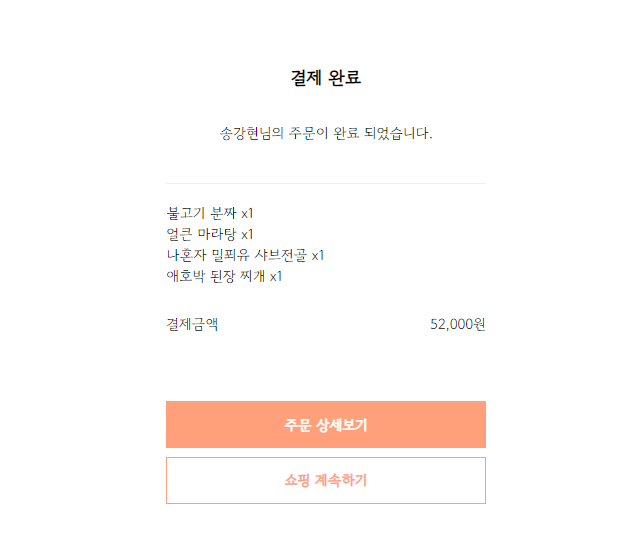 결제 완료
송강현님의 주문이 완료 되었습니다.
불고기 분짜 x1
얼큰 마라탕 x1
나혼자 밀푀유 샤브전골 x1
애호박 된장 찌개 x1
결제금액 52,000원
주문 상세보기
쇼핑 계속하기